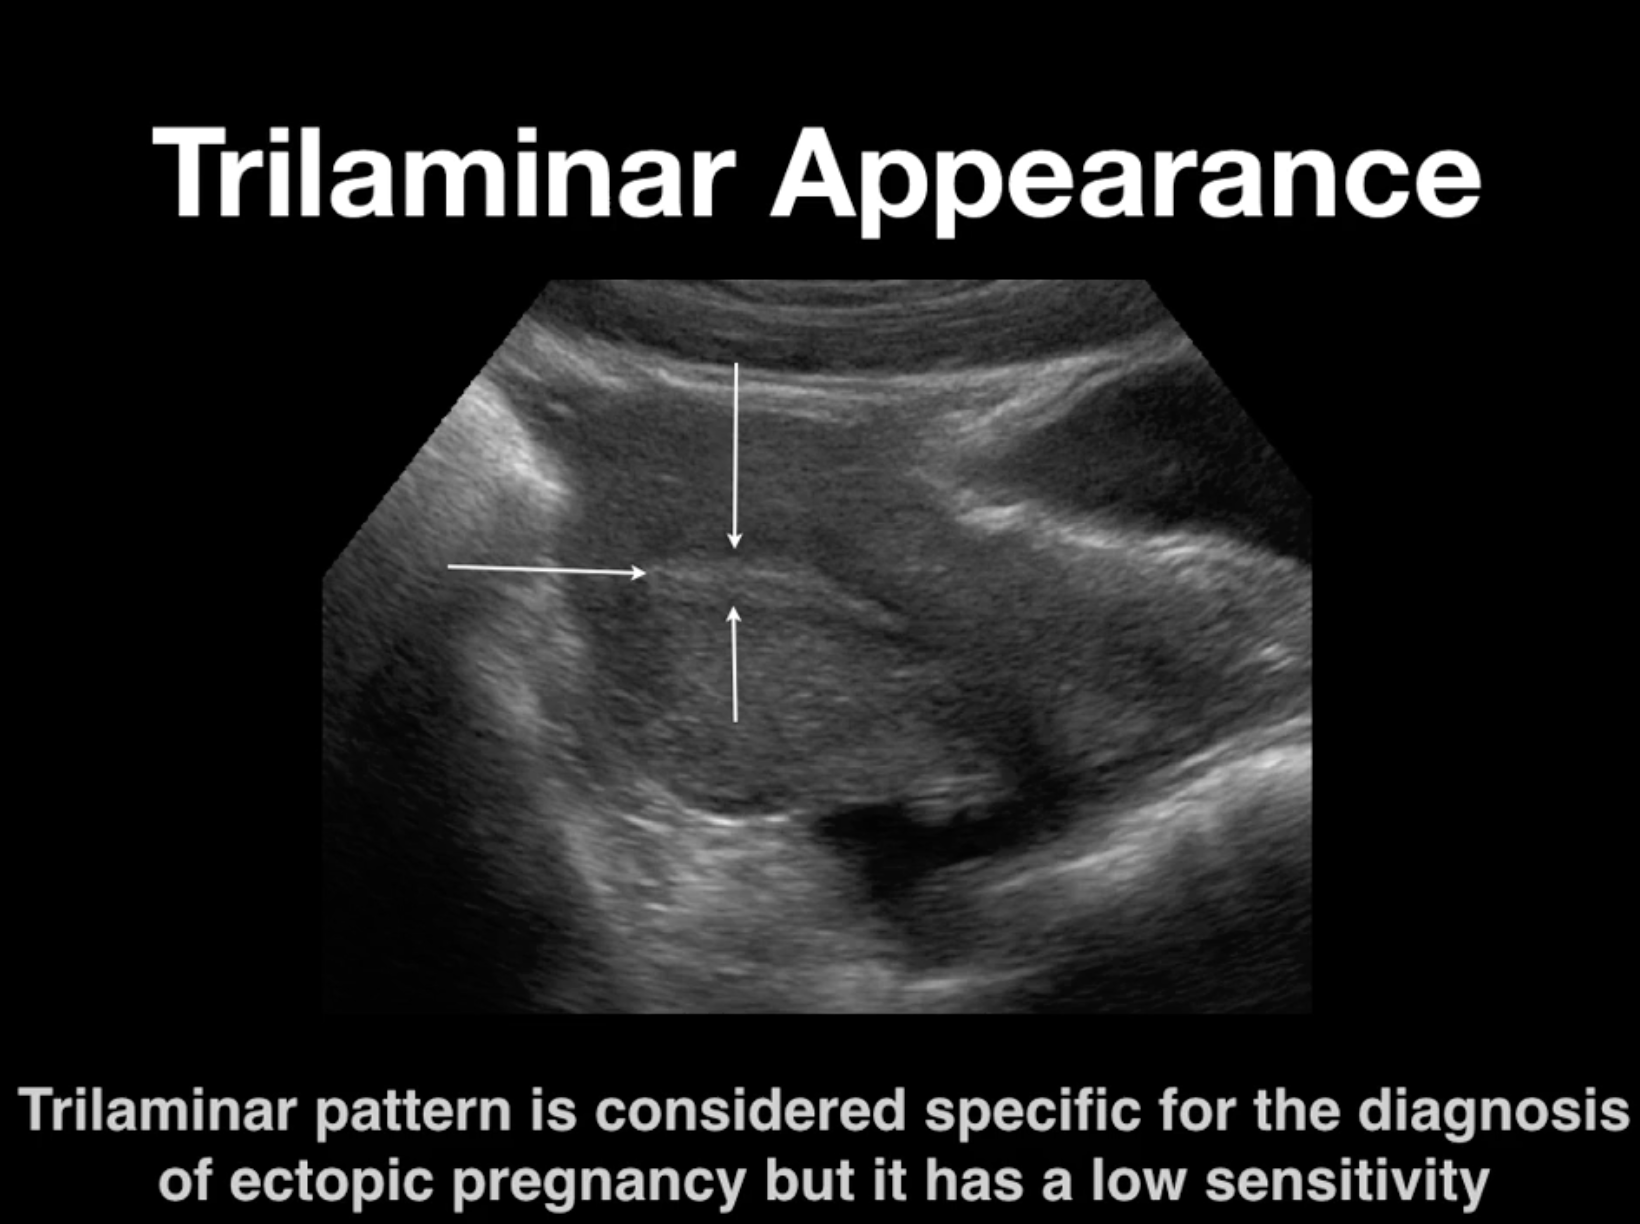 Trilaminar Appearance
Trilaminar pattern is considered specific for the diagnosis
of ectopic pregnancy but it has a low sensitivity